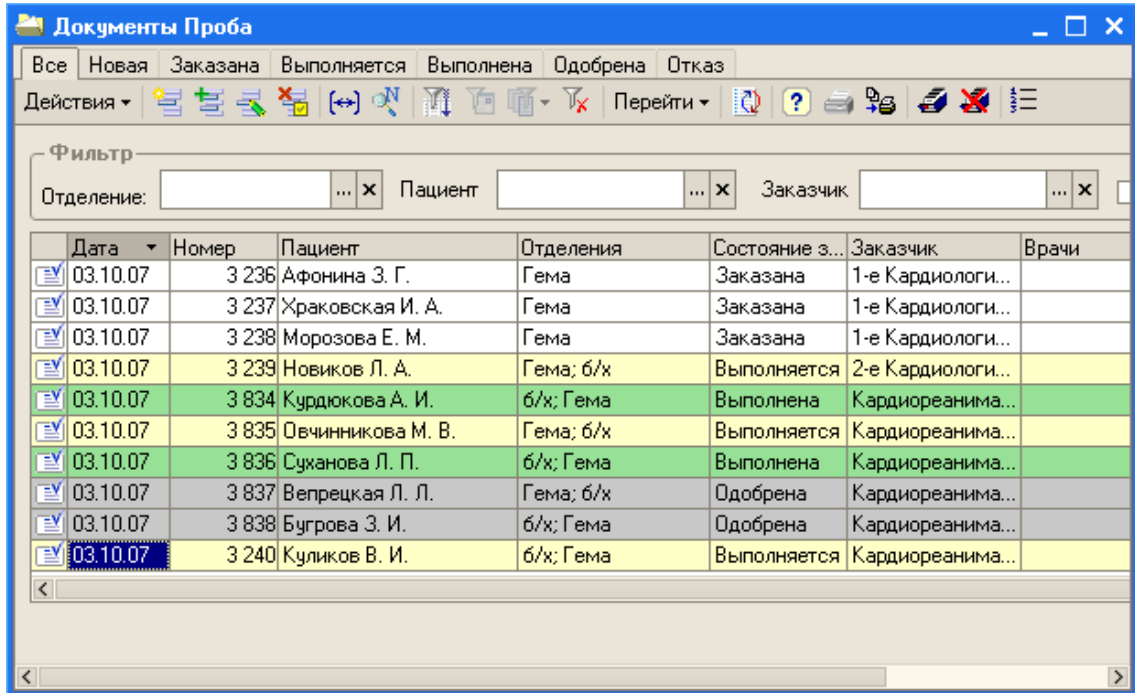 Документы Проба
Все Новая Заказана Выполняется Выполнена Одобрена Отказ
Действия Перейти
Фильтр
Отделение: ... x Пациент ... x Заказчик ... x
Дата Номер Пациент Отделения Состояние з... Заказчик Врачи
03.10.07 3 236 Афонина З. Г. Гема Заказана 1-е Кардиологи...
03.10.07 3 237 Храковская И. А. Гема Заказана 1-е Кардиологи...
03.10.07 3 238 Морозова Е. М. Гема Заказана 1-е Кардиологи...
03.10.07 3 239 Новиков Л. А. Гема; б/х Выполняется 2-е Кардиологи...
03.10.07 3 834 Курдюкова А. И. б/х; Гема Выполнена Кардиореанима...
03.10.07 3 835 Овчинникова М. В. Гема; б/х Выполняется Кардиореанима...
03.10.07 3 836 Суханова Л. П. б/х; Гема Выполнена Кардиореанима...
03.10.07 3 837 Вепрецкая Л. Л. Гема; б/х Одобрена Кардиореанима...
03.10.07 3 838 Бугрова З. И. б/х; Гема Одобрена Кардиореанима...
03.10.07 3 240 Куликов В. И. б/х; Гема Выполняется Кардиореанима...